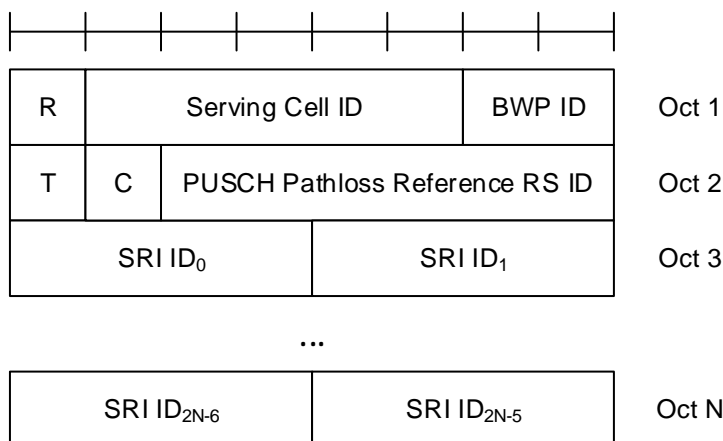 R Serving Cell ID BWP ID Oct 1
T C PUSCH Pathloss Reference RS ID Oct 2
SRI ID₀ SRI ID₁ Oct 3
...
SRI ID₂N₋₆ SRI ID₂N₋₅ Oct N